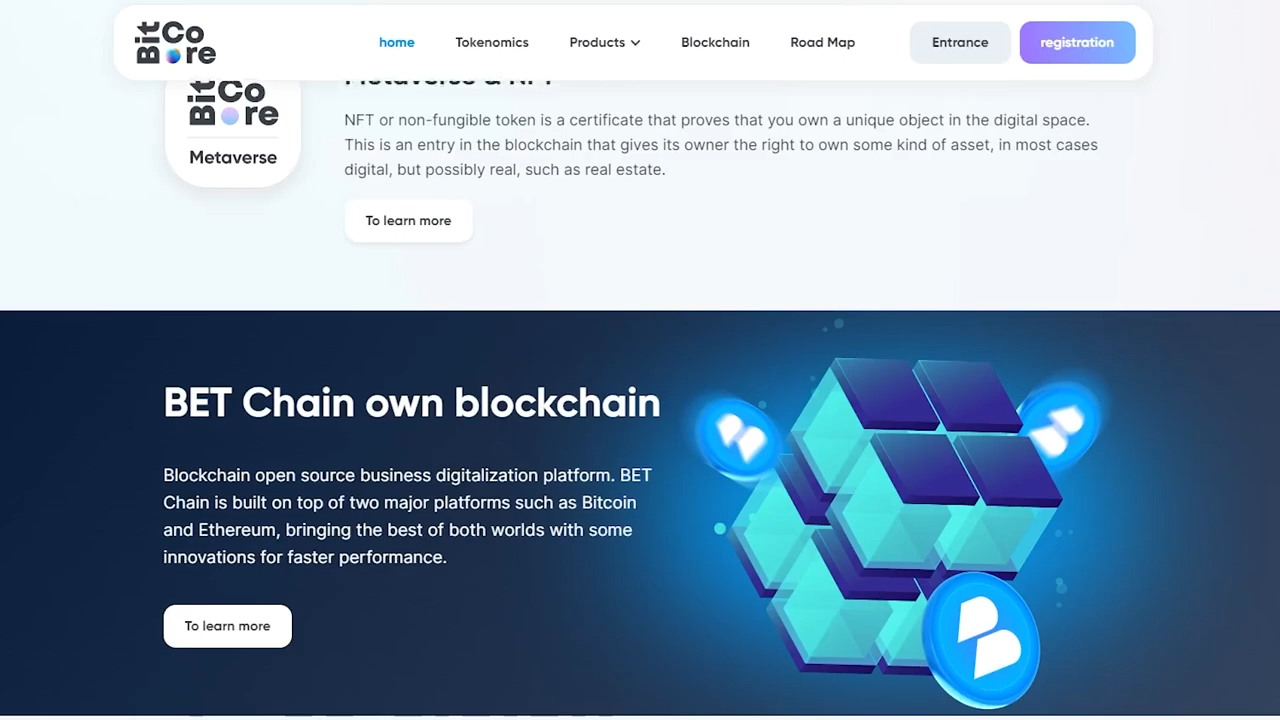 BitCore
home
Tokenomics
Products
Blockchain
Road Map
Entrance
registration
Metaverse & NFT
BitCore
Metaverse
NFT or non-fungible token is a certificate that proves that you own a unique object in the digital space.
This is an entry in the blockchain that gives its owner the right to own some kind of asset, in most cases
digital, but possibly real, such as real estate.
To learn more
BET Chain own blockchain
Blockchain open source business digitalization platform. BET
Chain is built on top of two major platforms such as Bitcoin
and Ethereum, bringing the best of both worlds with some
innovations for faster performance.
To learn more